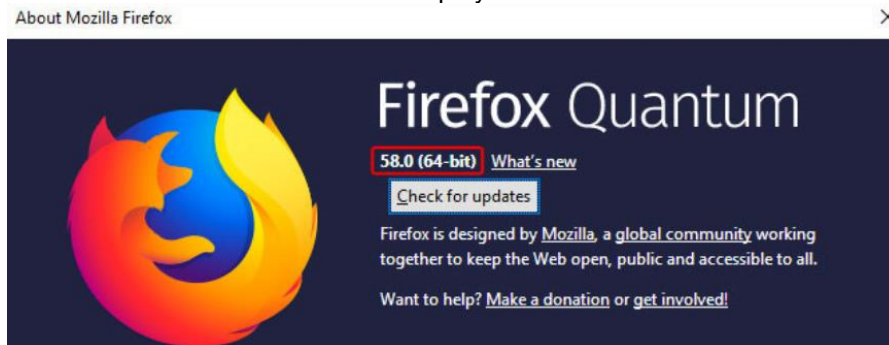 About Mozilla Firefox
Firefox Quantum
58.0 (64-bit) What's new
Check for updates
Firefox is designed by Mozilla, a global community working
together to keep the Web open, public and accessible to all.
Want to help? Make a donation or get involved!